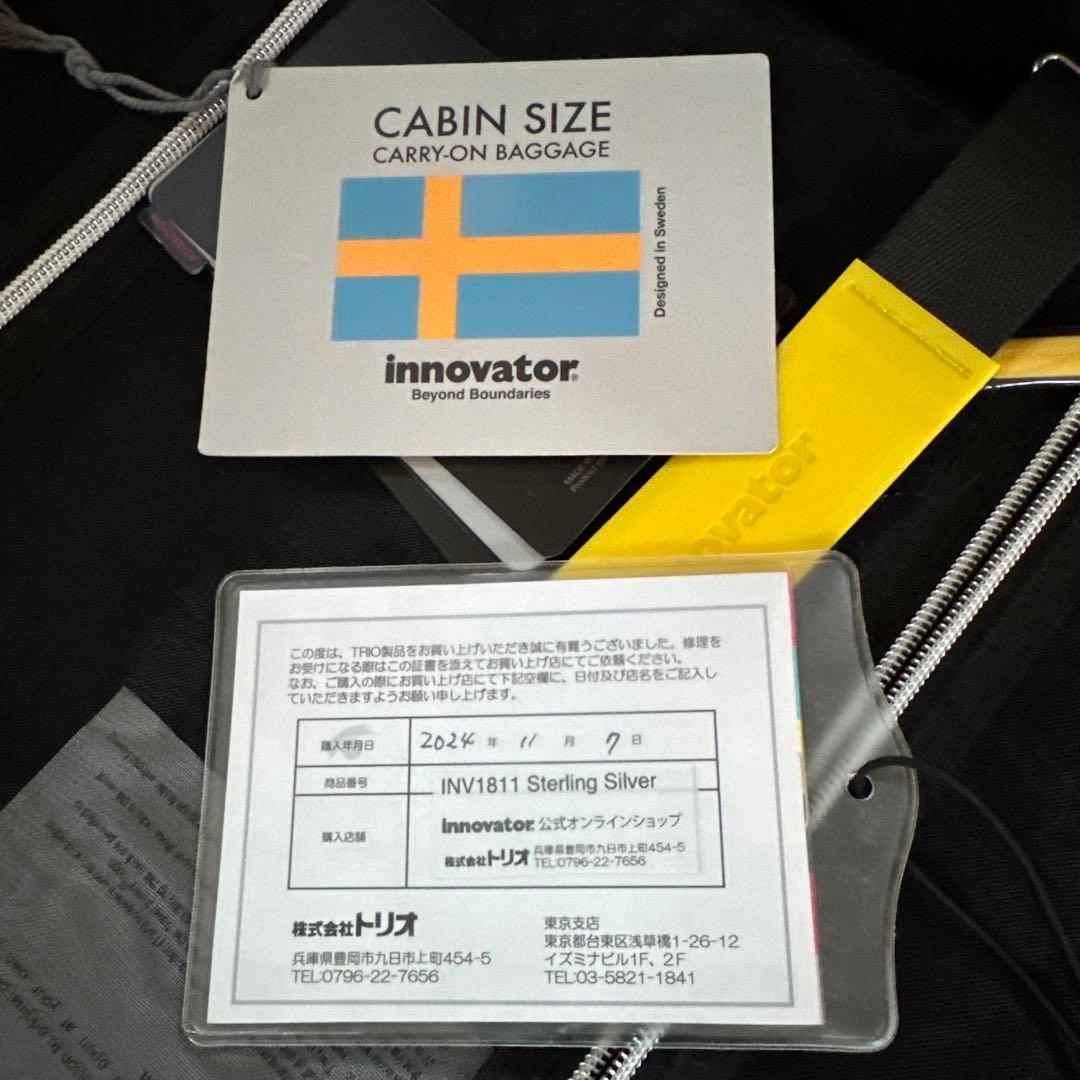 CABIN SIZE
CARRY-ON BAGGAGE
Designed in Sweden
innovator®
Beyond Boundaries
ovator
この度は、TRIO製品をお買い上げいただき誠に有難うございました。修理を
お受けになる際はこの証書を添えてお買い上げ店にてご依頼ください。
なお、ご購入の際にお買い上げ店にて下記空欄に、日付及び店名をご記入し
ていただきますようお願い申し上げます。
購入年月日 2024 年 11 月 7 日
商品番号 INV1811 Sterling Silver
購入店舗 innovator. 公式オンラインショップ
株式会社トリオ 兵庫県豊岡市九日市上町454-5
TEL:0796-22-7656
株式会社トリオ
兵庫県豊岡市九日市上町454-5
TEL:0796-22-7656
東京支店
東京都台東区浅草橋1-26-12
イズミナビル1F、2F
TEL:03-5821-1841